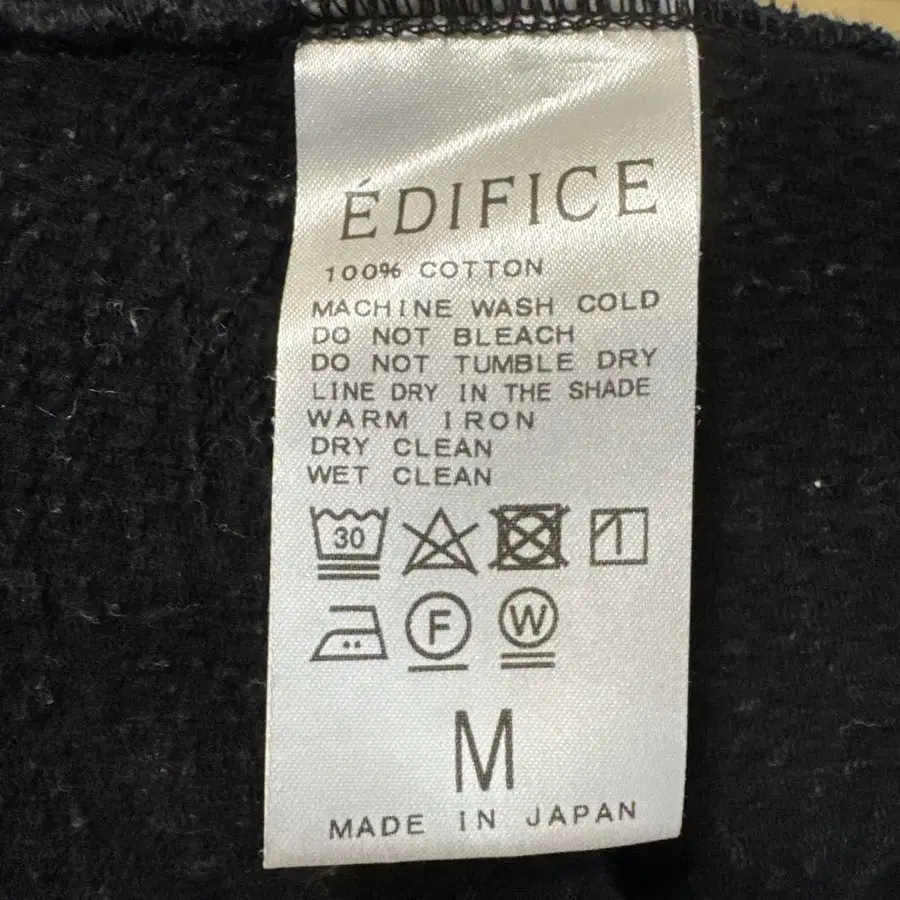 ÉDIFICE
100% COTTON
MACHINE WASH COLD
DO NOT BLEACH
DO NOT TUMBLE DRY
LINE DRY IN THE SHADE
WARM IRON
DRY CLEAN
WET CLEAN
30
F W
M
MADE IN JAPAN